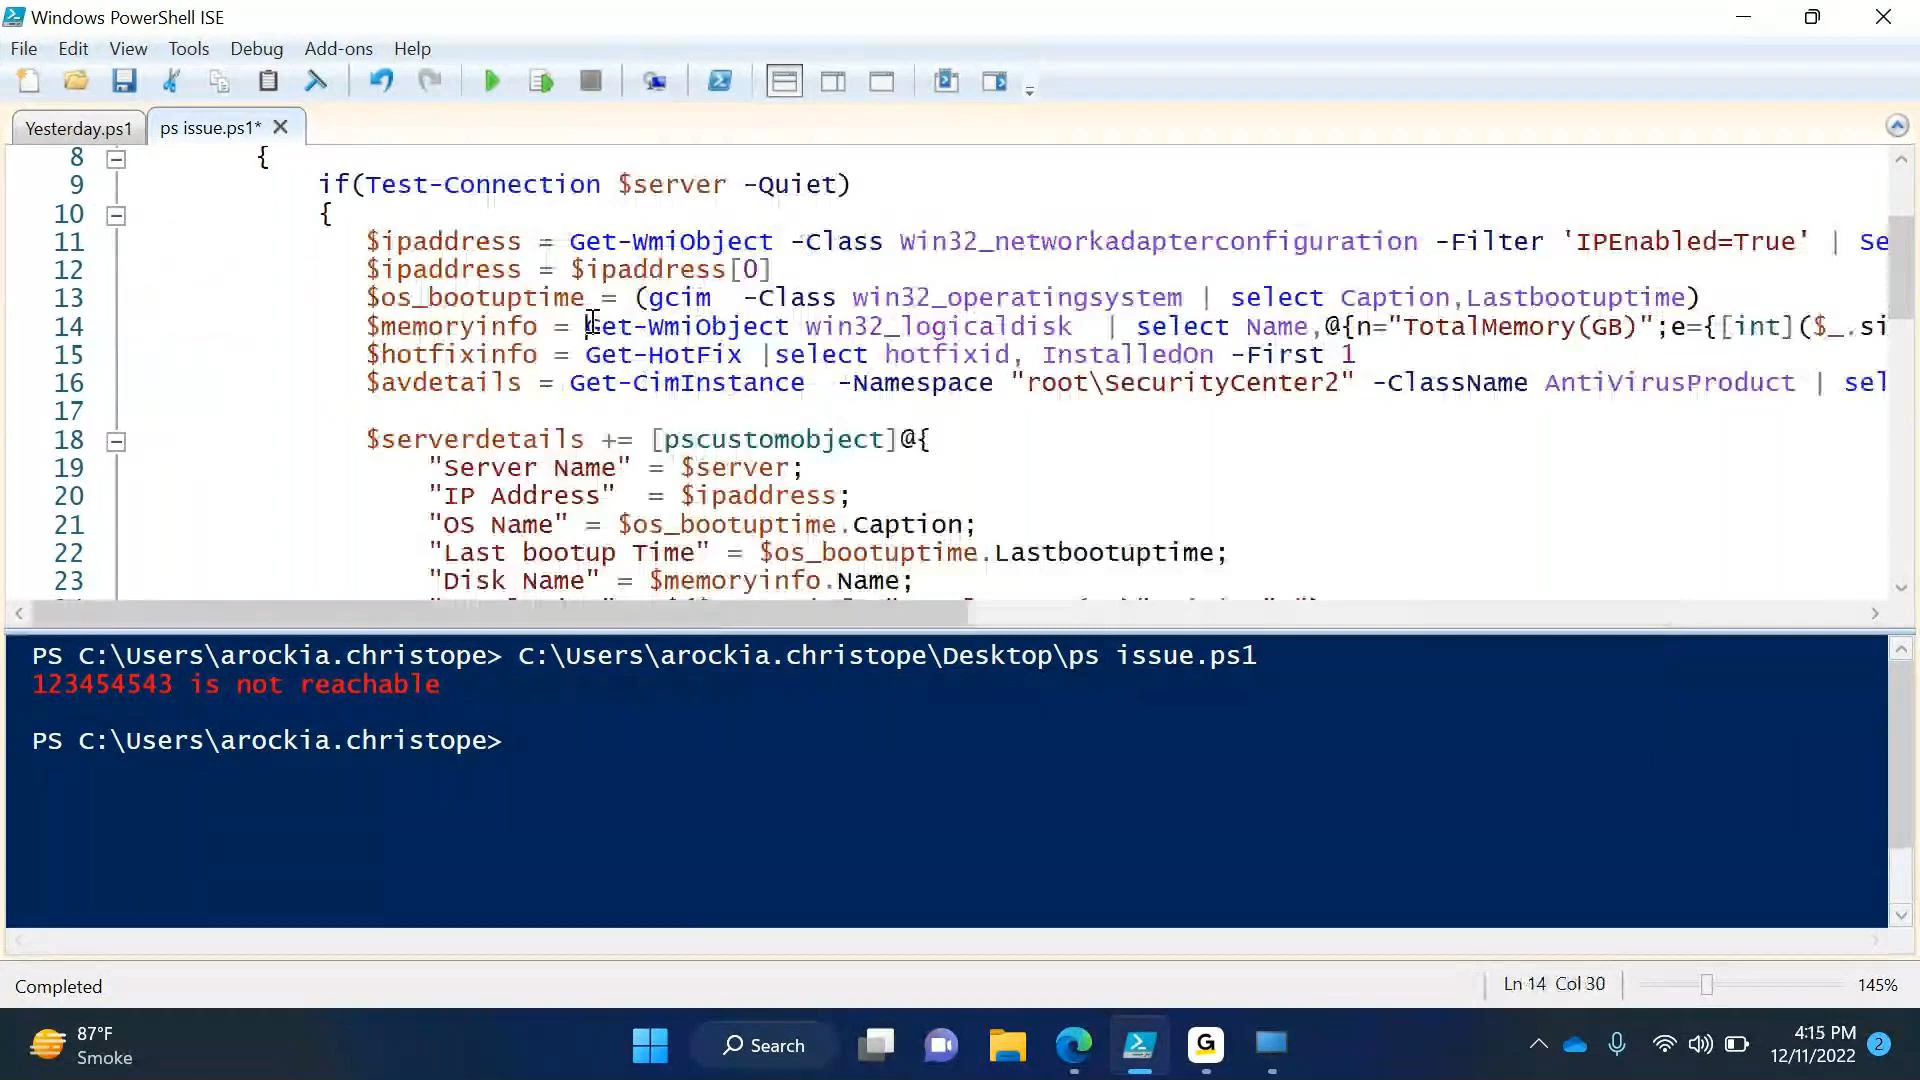 Windows PowerShell ISE
File Edit View Tools Debug Add-ons Help
Yesterday.ps1 ps issue.ps1*
8 {
9 if(Test-Connection $server -Quiet)
10 {
11 $ipaddress = Get-WmiObject -Class win32_networkadapterconfiguration -Filter 'IPEnabled=True' | Se
12 $ipaddress = $ipaddress[0]
13 $os_bootuptime = (gcim -Class win32_operatingsystem | select Caption,Lastbootuptime)
14 $memoryinfo = Get-WmiObject win32_logicaldisk | select Name,@{n="TotalMemory(GB)";e={[int]($_.si
15 $hotfixinfo = Get-HotFix |select hotfixid, InstalledOn -First 1
16 $avdetails = Get-CimInstance -Namespace "root\SecurityCenter2" -ClassName AntiVirusProduct | sel
17
18 $serverdetails += [pscustomobject]@{
19 "Server Name" = $server;
20 "IP Address" = $ipaddress;
21 "OS Name" = $os_bootuptime.Caption;
22 "Last bootup Time" = $os_bootuptime.Lastbootuptime;
23 "Disk Name" = $memoryinfo.Name;
PS C:\Users\arockia.christope> C:\Users\arockia.christope\Desktop\ps issue.ps1
123454543 is not reachable
PS C:\Users\arockia.christope>
Completed Ln 14 Col 30 145%
87°F
Smoke
Search
4:15 PM
12/11/2022
2